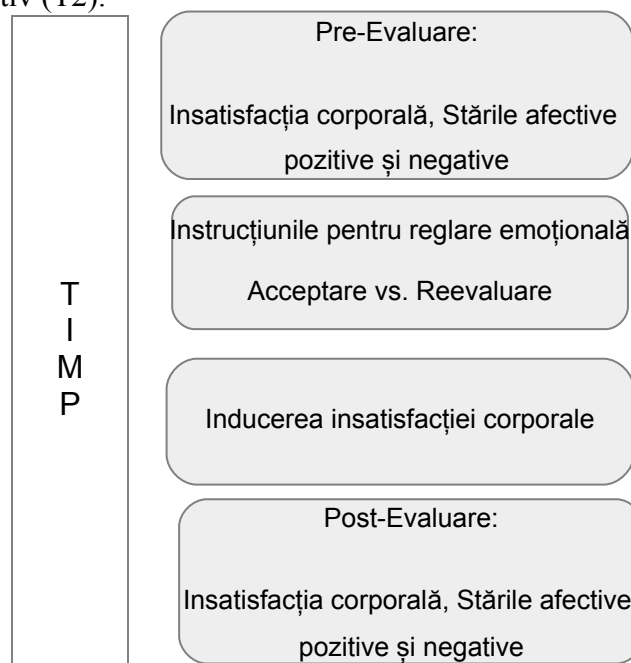 tiv (T2).
T
I
M
P
Pre-Evaluare:
Insatisfacția corporală, Stările afective
pozitive și negative
Instrucțiunile pentru reglare emoțională
Acceptare vs. Reevaluare
Inducerea insatisfacției corporale
Post-Evaluare:
Insatisfacția corporală, Stările afective
pozitive și negative